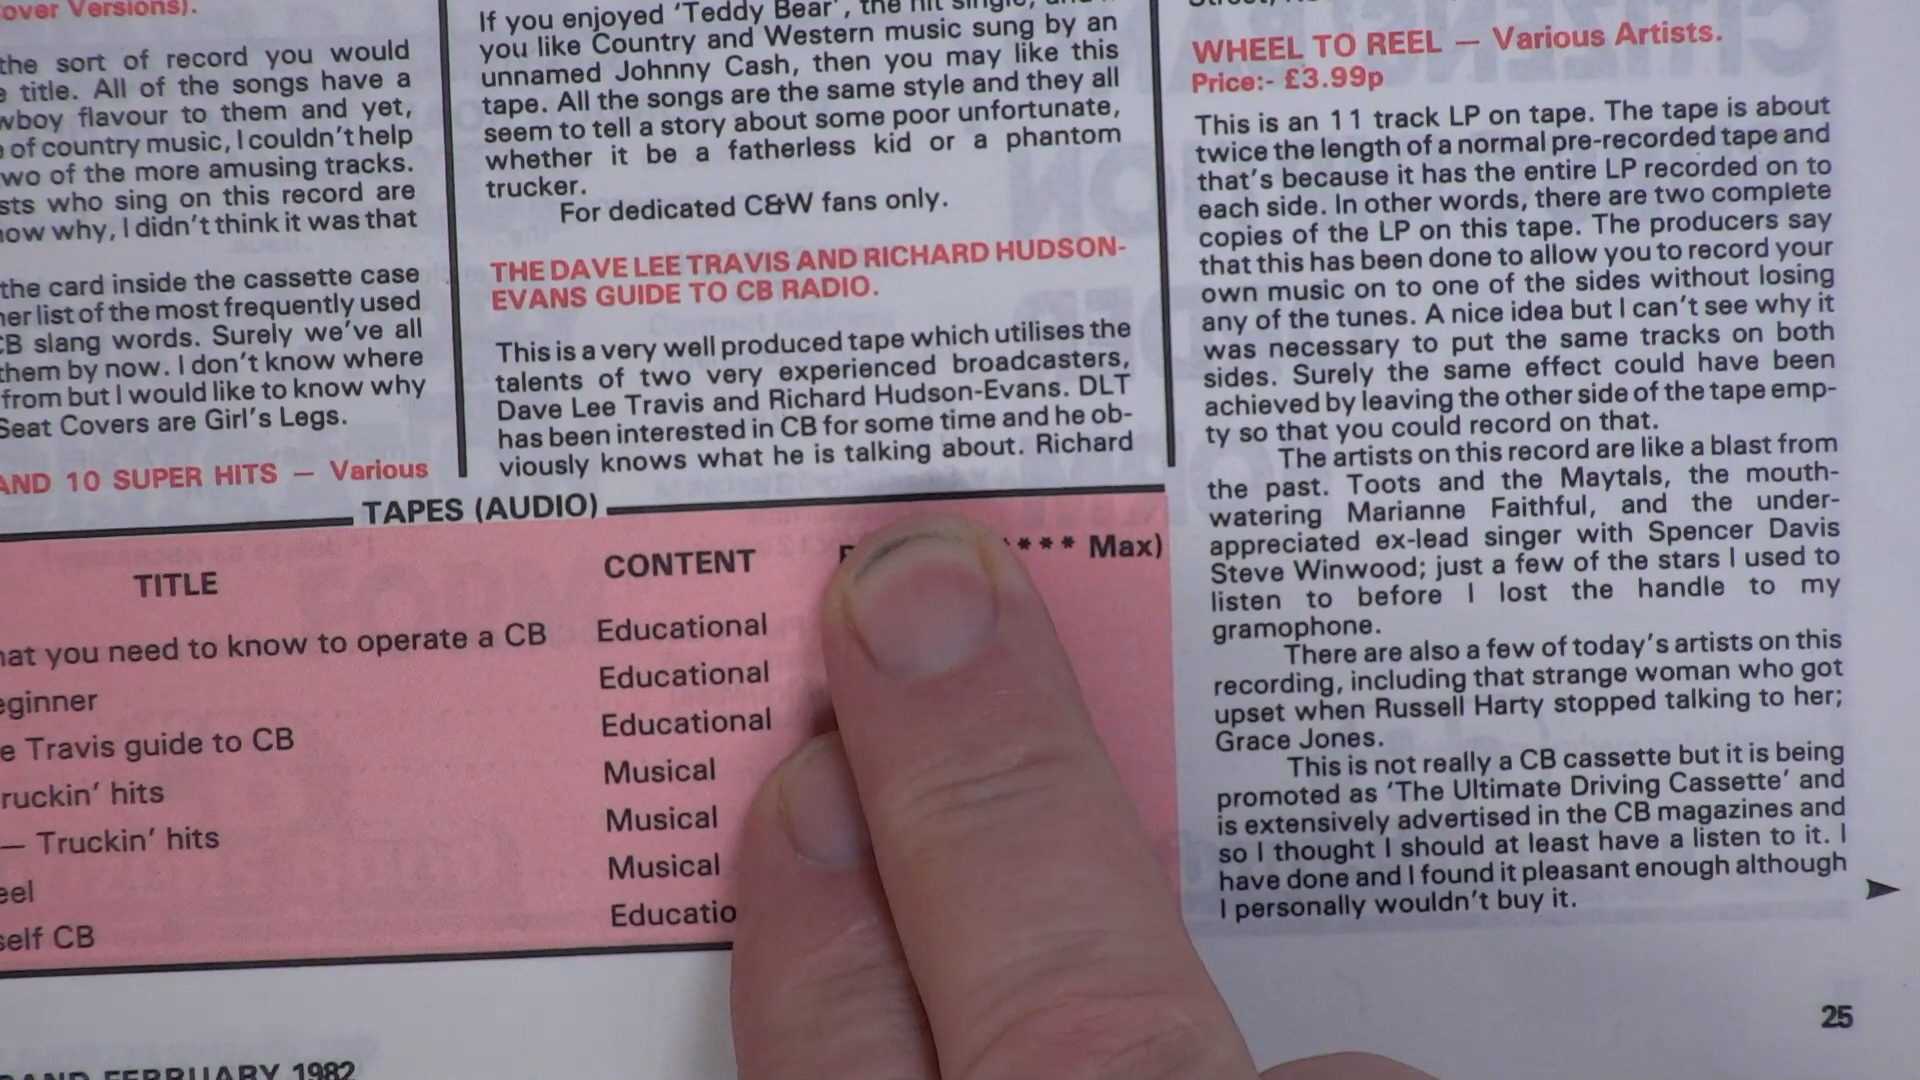 over Versions).
the sort of record you would
title. All of the songs have a
flavour to them and yet,
of country music, I couldn't help
two of the more amusing tracks.
who sing on this record are
now why, I didn't think it was that
the card inside the cassette case
list of the most frequently used
CB slang words. Surely we've all
them by now. I don't know where
from but I would like to know why
Seat Covers are Girl's Legs.
AND 10 SUPER HITS — Various
If you enjoyed 'Teddy Bear', the hit single,
you like Country and Western music sung by an
unnamed Johnny Cash, then you may like this
tape. All the songs are the same style and they all
seem to tell a story about some poor unfortunate,
whether it be a fatherless kid or a phantom
trucker.
For dedicated C&W fans only.
THE DAVE LEE TRAVIS AND RICHARD HUDSON-
EVANS GUIDE TO CB RADIO.
This is a very well produced tape which utilises the
talents of two very experienced broadcasters,
Dave Lee Travis and Richard Hudson-Evans. DLT
has been interested in CB for some time and he ob-
viously knows what he is talking about. Richard
WHEEL TO REEL — Various Artists.
Price:- £3.99p
This is an 11 track LP on tape. The tape is about
twice the length of a normal pre-recorded tape and
that's because it has the entire LP recorded on to
each side. In other words, there are two complete
copies of the LP on this tape. The producers say
that this has been done to allow you to record your
own music on to one of the sides without losing
any of the tunes. A nice idea but I can't see why it
was necessary to put the same tracks on both
sides. Surely the same effect could have been
achieved by leaving the other side of the tape emp-
ty so that you could record on that.
The artists on this record are like a blast from
the past. Toots and the Maytals, the mouth-
watering Marianne Faithful, and the under-
appreciated ex-lead singer with Spencer Davis
Steve Winwood; just a few of the stars I used to
listen to before I lost the handle to my
gramophone.
There are also a few of today's artists on this
recording, including that strange woman who got
upset when Russell Harty stopped talking to her;
Grace Jones.
This is not really a CB cassette but it is being
promoted as 'The Ultimate Driving Cassette' and
is extensively advertised in the CB magazines and
so I thought I should at least have a listen to it. I
have done and I found it pleasant enough although
I personally wouldn't buy it.
TAPES (AUDIO)
TITLE CONTENT *** Max)
hat you need to know to operate a CB Educational
eginner Educational
e Travis guide to CB Educational
ruckin' hits Musical
— Truckin' hits Musical
eel Musical
self CB Educatio
25
AND FEBRUARY 1982